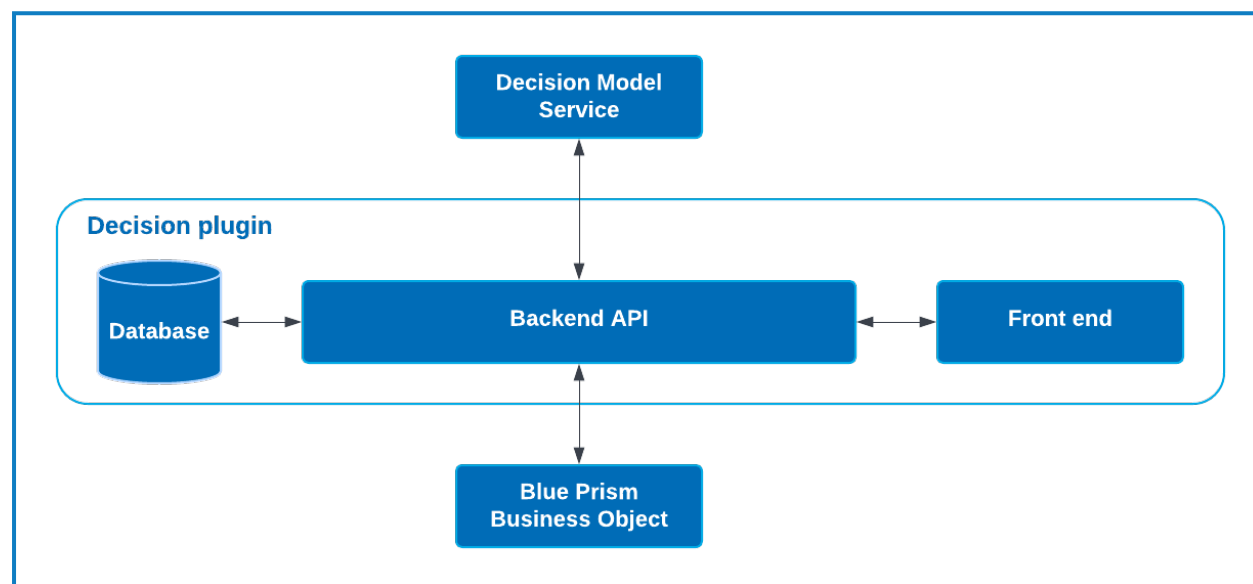 Decision Model
Service
Decision plugin
Database
Backend API
Front end
Blue Prism
Business Object